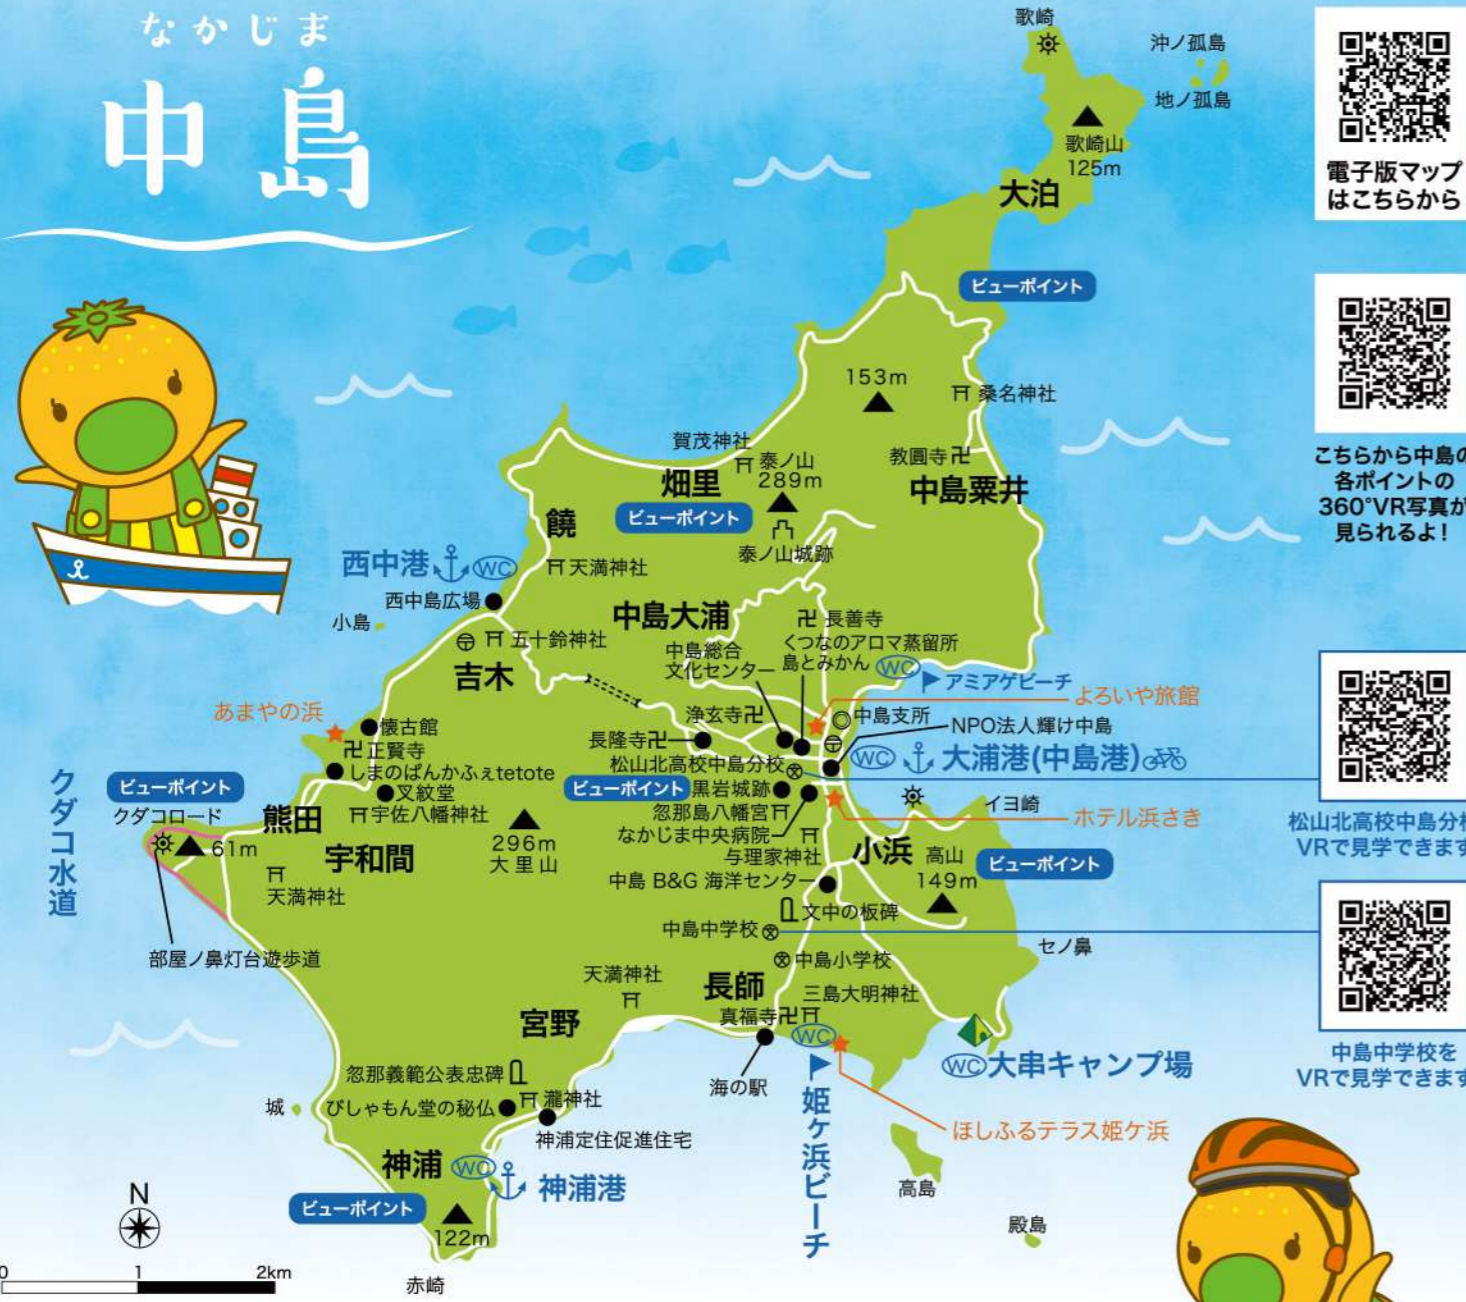 なかじま
中島
歌崎
沖ノ孤島
地ノ孤島
歌崎山
125m
大泊
電子版マップ
はこちらから
ビューポイント
153m
桑名神社
賀茂神社
泰ノ山
289m
教圓寺
畑里
中島粟井
こちらから中島の
各ポイントの
360°VR写真が
見られるよ！
ビューポイント
饒
泰ノ山城跡
西中港
WC
天満神社
西中島広場
小島
中島大浦
長善寺
五十鈴神社
中島総合
文化センター
くつなのアロマ蒸留所
島とみかん
WC
吉木
アミアゲビーチ
よろいや旅館
あまやの浜
懐古館
浄玄寺
中島支所
NPO法人輝け中島
正賢寺
長隆寺
WC
大浦港(中島港)
しまのぱんかふぇtetote
松山北高校中島分校
クダコ水道
ビューポイント
クダコロード
叉紋堂
ビューポイント
黒岩城跡
イヨ崎
熊田
宇佐八幡神社
忽那島八幡宮
ホテル浜さき
松山北高校中島分校
VRで見学できます
61m
宇和間
296m
大里山
なかじま中央病院
与理家神社
小浜
高山
149m
ビューポイント
天満神社
中島 B&G 海洋センター
文中の板碑
中島中学校
部屋ノ鼻灯台遊歩道
中島小学校
セノ鼻
天満神社
長師
三島大明神社
宮野
真福寺
WC
WC
大串キャンプ場
中島中学校を
VRで見学できます
忽那義範公表忠碑
海の駅
姫ヶ浜ビーチ
城
びしゃもん堂の秘仏
瀧神社
ほしふるテラス姫ケ浜
神浦定住促進住宅
神浦
WC
神浦港
高島
N
ビューポイント
122m
殿島
0 1 2km
赤崎